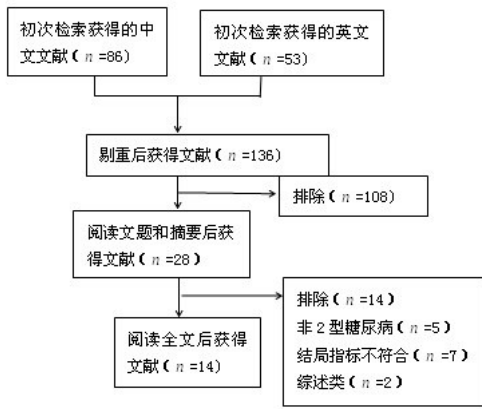 初次检索获得的中
文文献（n=86）
初次检索获得的英文
文献（n=53）
剔重后获得文献（n=136）
排除（n=108）
阅读文题和摘要后获
得文献（n=28）
排除（n=14）
非2型糖尿病（n=5）
结局指标不符合（n=7）
综述类（n=2）
阅读全文后获得
文献（n=14）